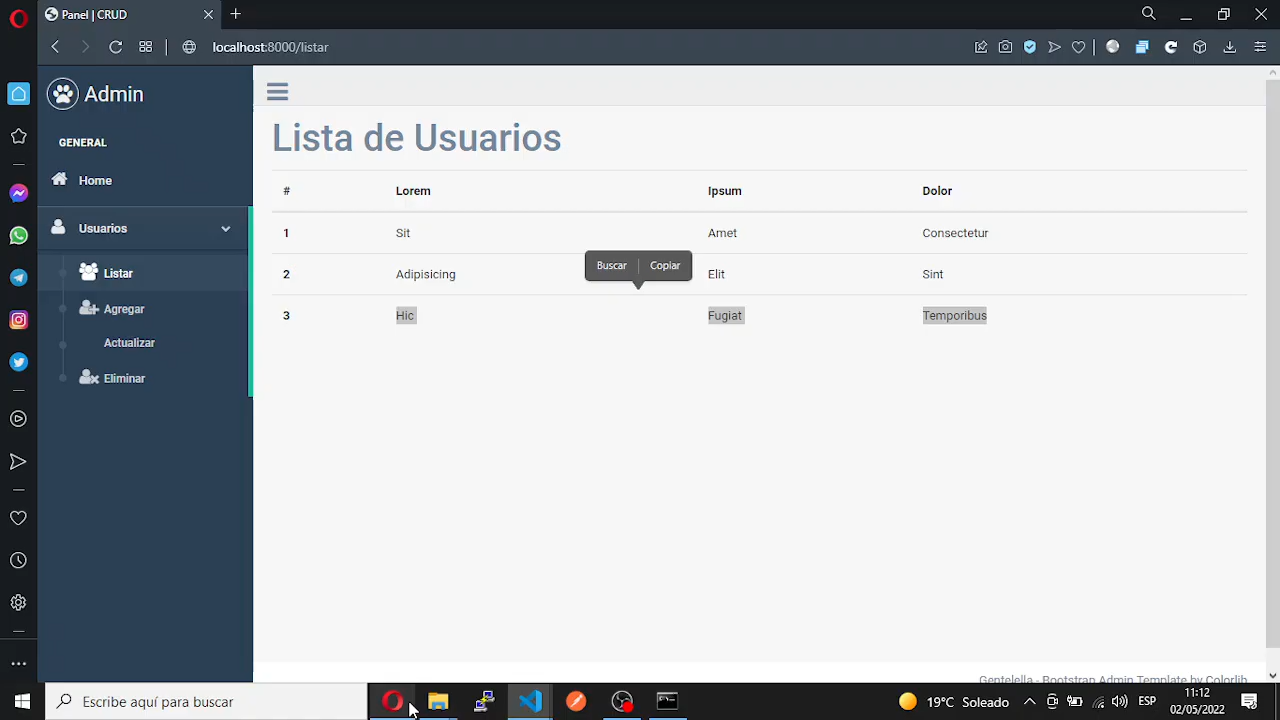 Panel | CRUD
localhost:8000/listar
Admin
GENERAL
Home
Usuarios
Listar
Agregar
Actualizar
Eliminar
Lista de Usuarios
# Lorem Ipsum Dolor
1 Sit Amet Consectetur
2 Adipisicing Elit Sint
Buscar Copiar
3 Hic Fugiat Temporibus
Gentelella - Bootstrap Admin Template by Colorlib
Escribe aquí para buscar
19°C Soleado
ESP
11:12
02/05/2022